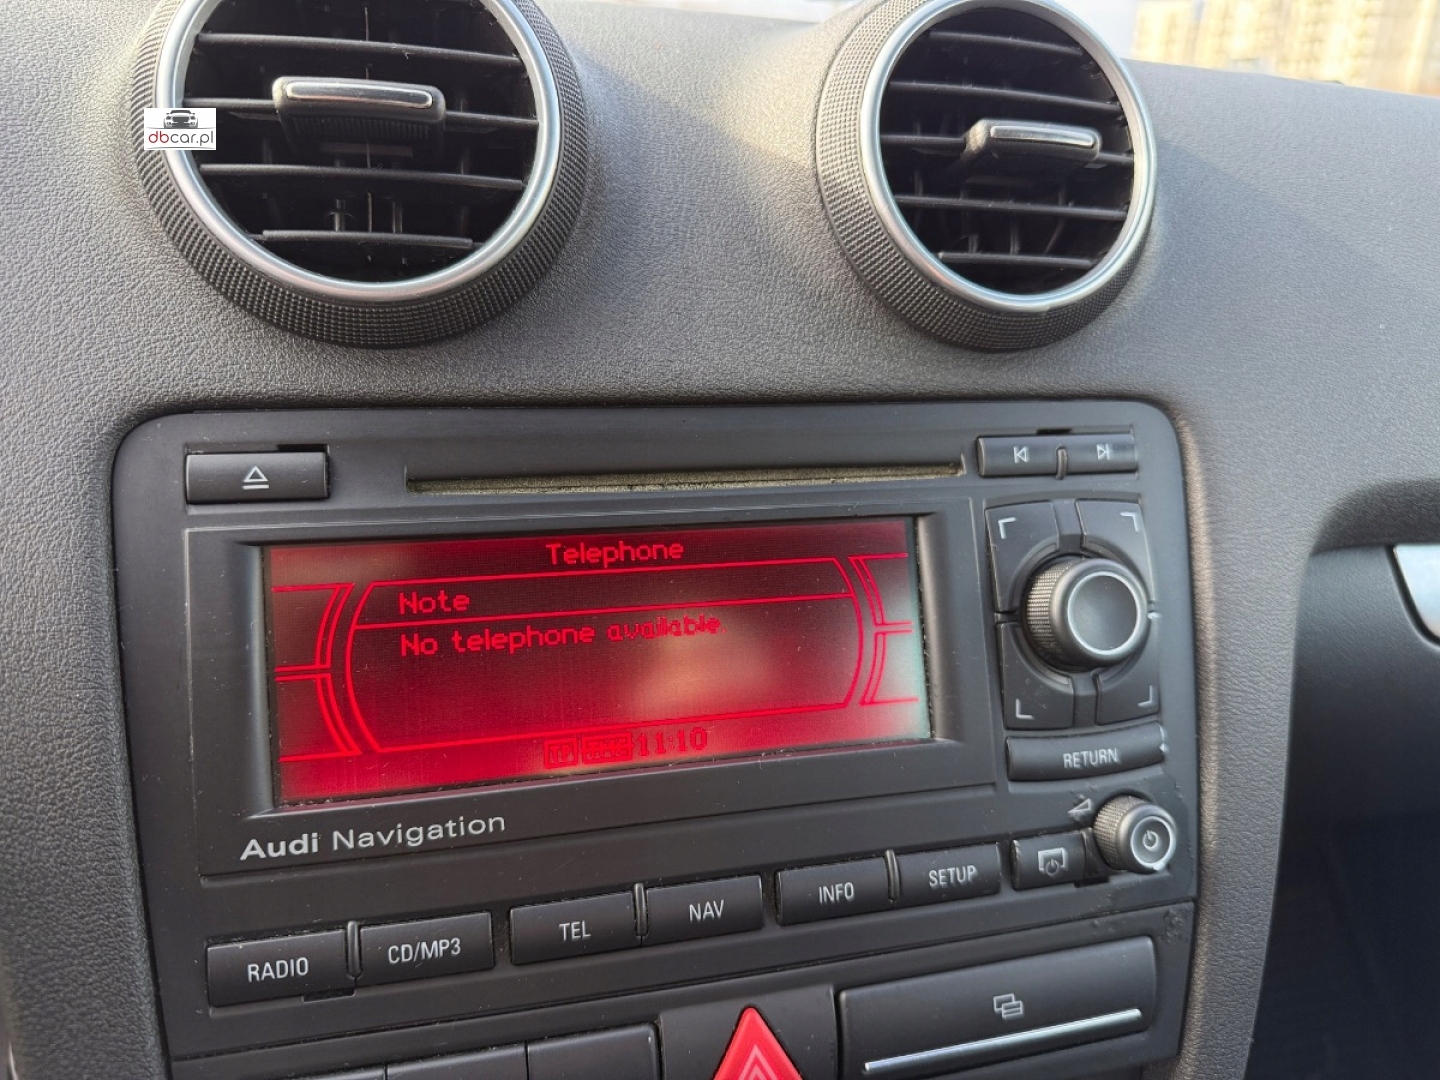 dbcar.pl
Telephone
Note
No telephone available.
11:10
RETURN
Audi Navigation
RADIO
CD/MP3
TEL
NAV
INFO
SETUP